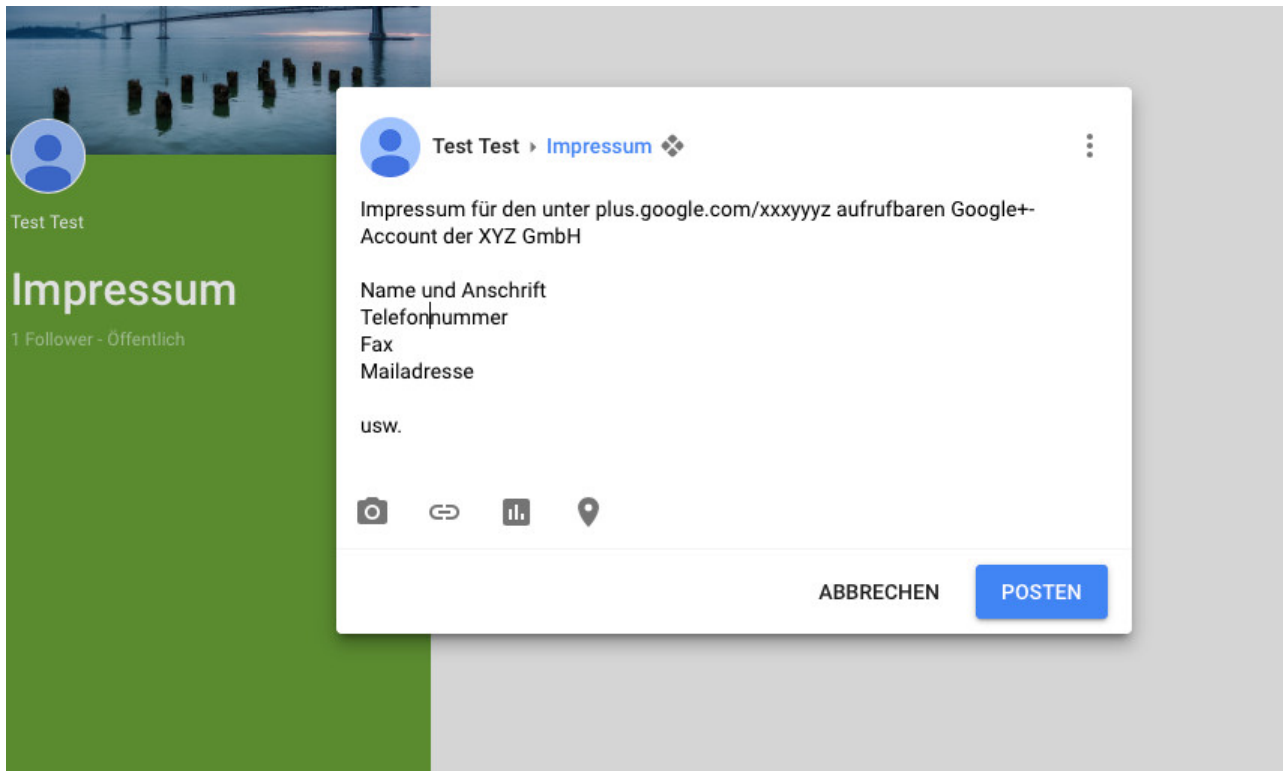 Test Test
Impressum
1 Follower - Öffentlich
Test Test Impressum
Impressum für den unter plus.google.com/xxxyyyz aufrufbaren Google+-
Account der XYZ GmbH
Name und Anschrift
Telefonnummer
Fax
Mailadresse
usw.
ABBRECHEN POSTEN